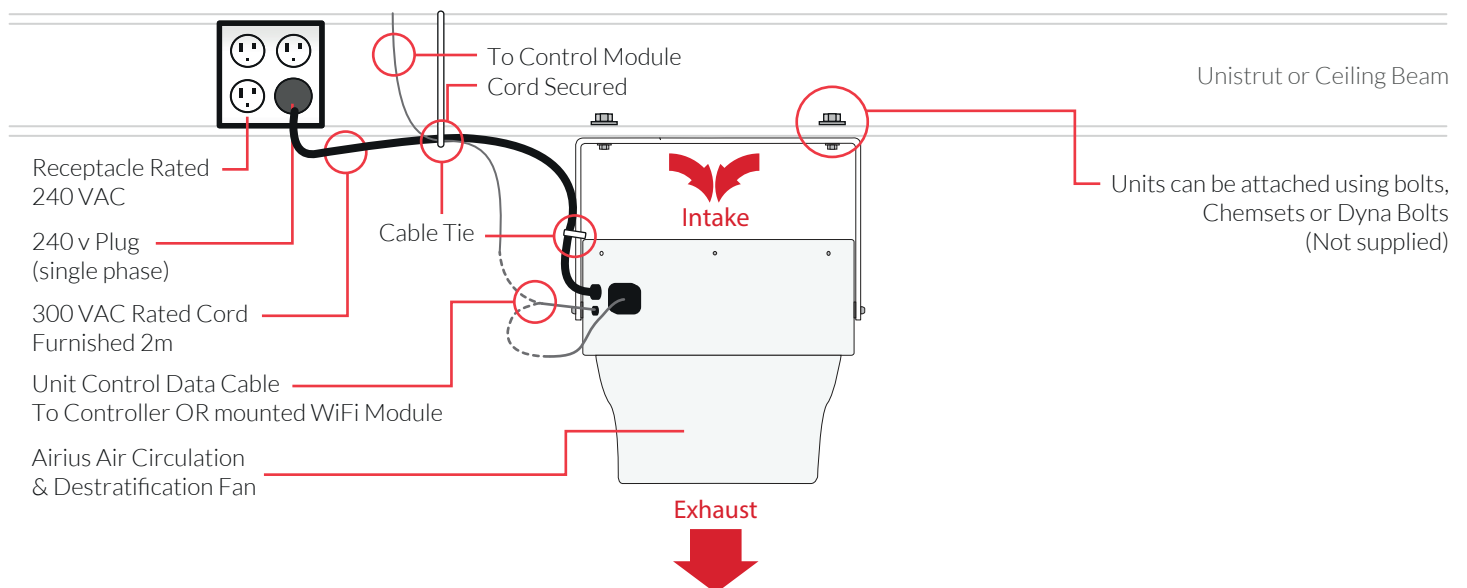 To Control Module
Cord Secured
Unistrut or Ceiling Beam
Receptacle Rated
240 VAC
240 v Plug
(single phase)
300 VAC Rated Cord
Furnished 2m
Unit Control Data Cable
To Controller OR mounted WiFi Module
Airius Air Circulation
& Destratification Fan
Cable Tie
Intake
Units can be attached using bolts,
Chemsets or Dyna Bolts
(Not supplied)
Exhaust